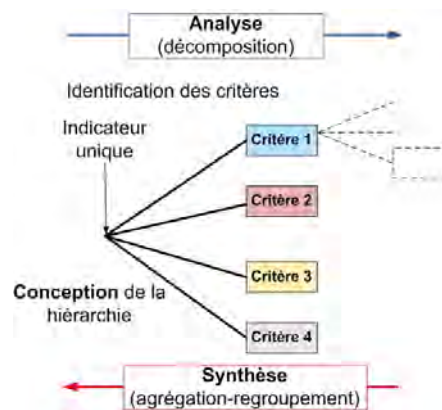 Analyse
(décomposition)
Identification des critères
Indicateur
unique
Critère 1
Critère 2
Critère 3
Conception de la
hiérarchie
Critère 4
Synthèse
(agrégation-regroupement)